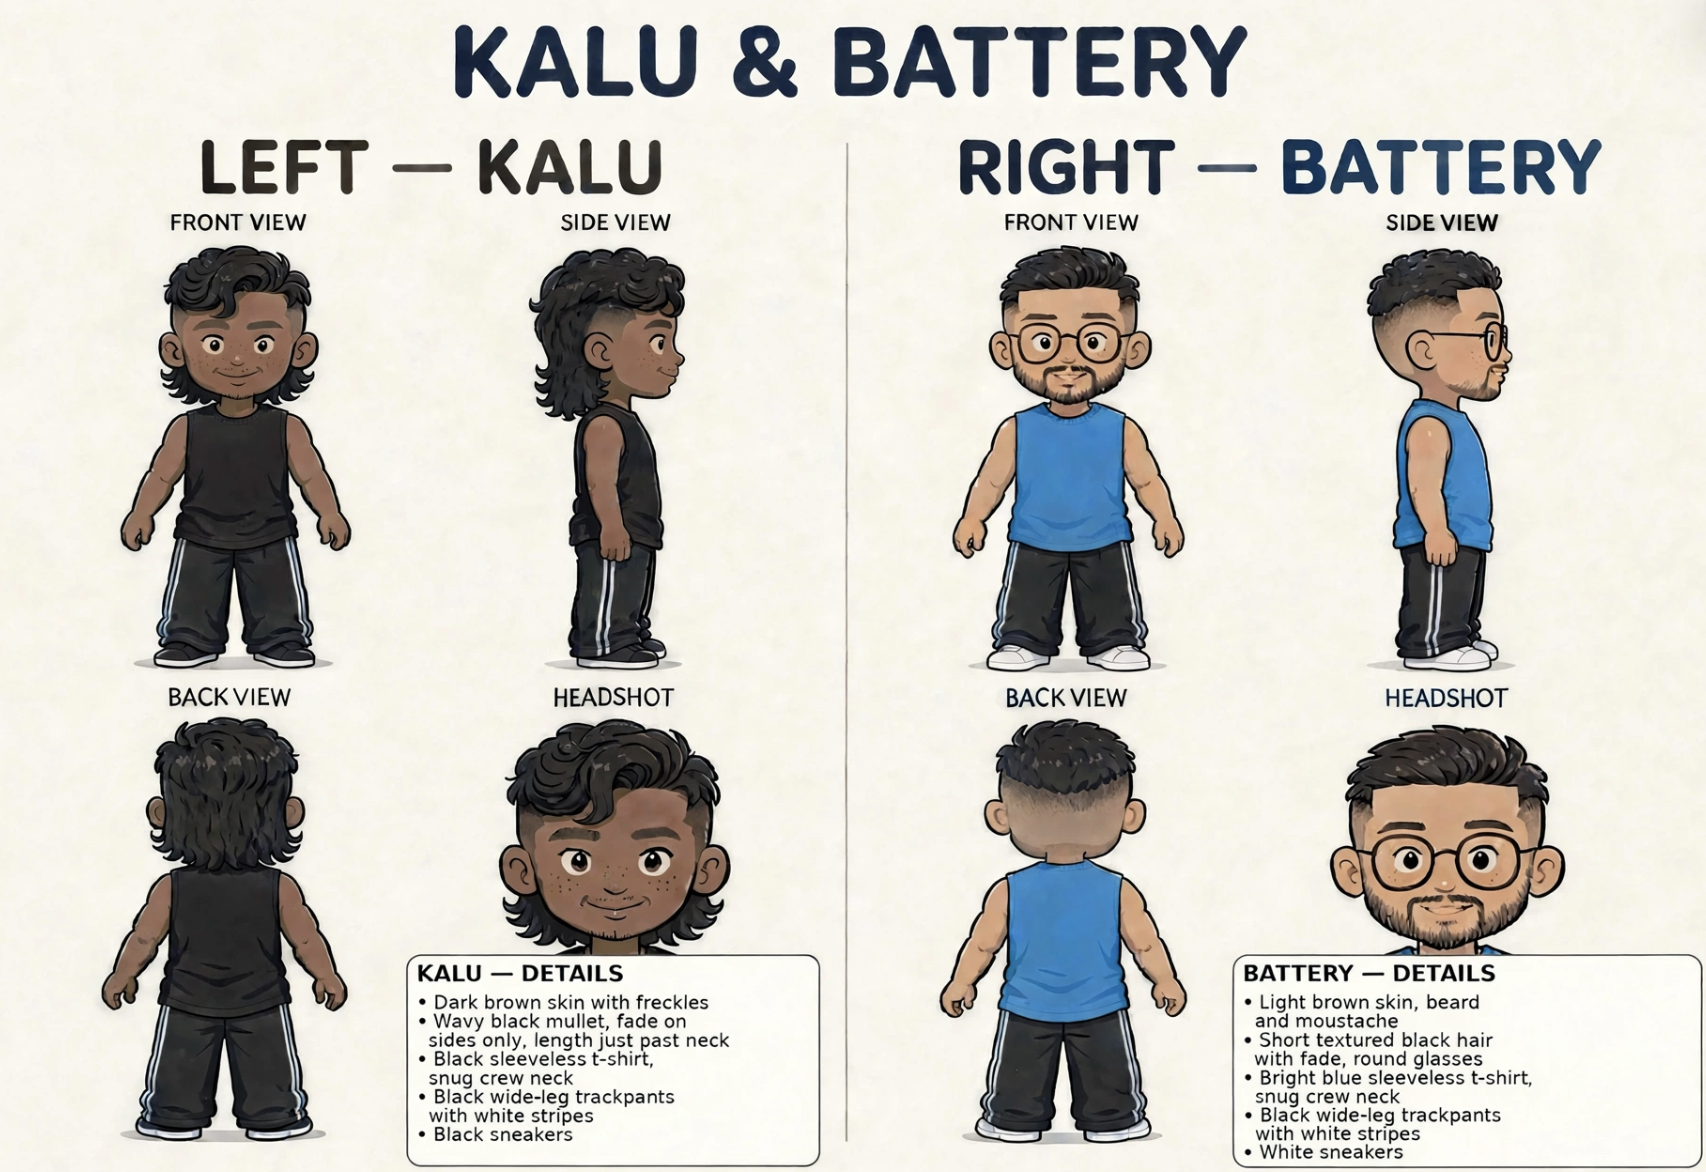 KALU & BATTERY
LEFT — KALU
FRONT VIEW
SIDE VIEW
BACK VIEW
HEADSHOT
KALU — DETAILS
• Dark brown skin with freckles
• Wavy black mullet, fade on
sides only, length just past neck
• Black sleeveless t-shirt,
snug crew neck
• Black wide-leg trackpants
with white stripes
• Black sneakers
RIGHT — BATTERY
FRONT VIEW
SIDE VIEW
BACK VIEW
HEADSHOT
BATTERY — DETAILS
• Light brown skin, beard
and moustache
• Short textured black hair
with fade, round glasses
• Bright blue sleeveless t-shirt,
snug crew neck
• Black wide-leg trackpants
with white stripes
• White sneakers